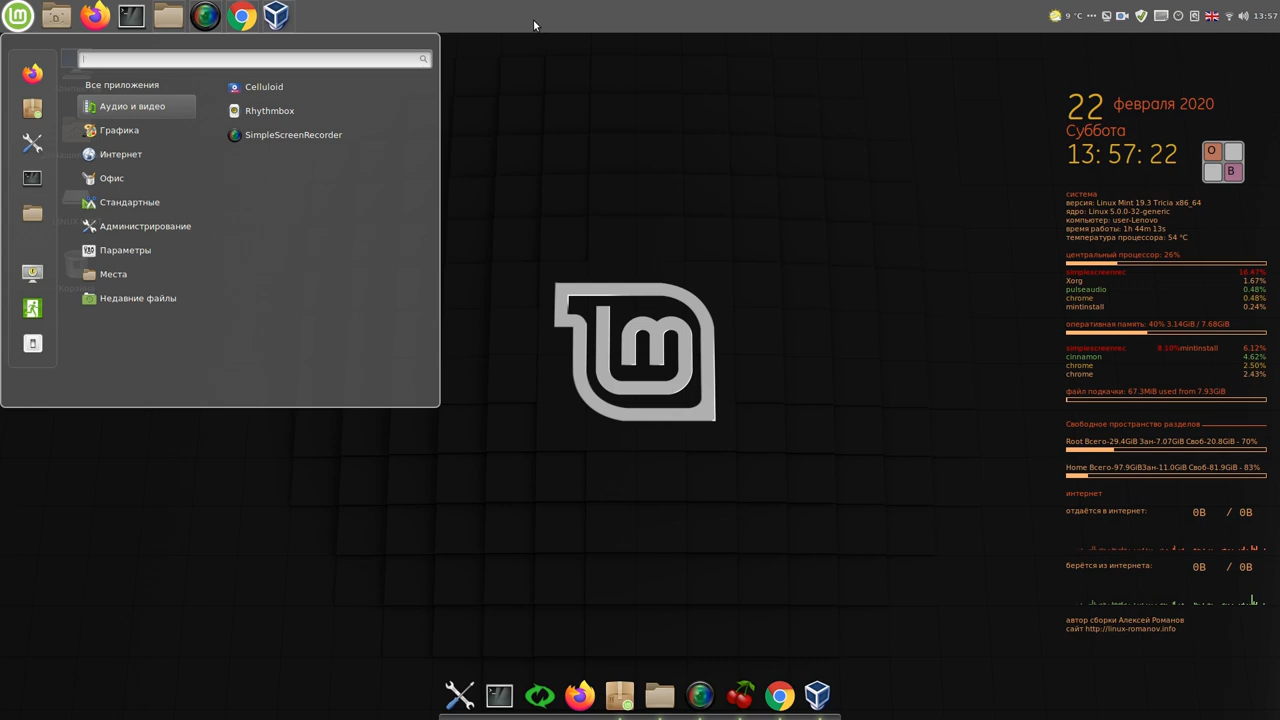 9 °C
13:57
Все приложения
Аудио и видео
Графика
Интернет
Офис
Стандартные
Администрирование
Параметры
Места
Недавние файлы
Celluloid
Rhythmbox
SimpleScreenRecorder
22 февраля 2020
Суббота
13: 57: 22
O
B
система
версия: Linux Mint 19.3 Tricia x86_64
ядро: Linux 5.0.0-32-generic
компьютер: user-Lenovo
время работы: 1h 44m 13s
температура процессора: 54 °C
центральный процессор: 26%
simplescreenrec 16.47%
Xorg 1.67%
pulseaudio 0.48%
chrome 0.48%
mintinstall 0.24%
оперативная память: 40% 3.14GiB / 7.68GiB
simplescreenrec 8.10%mintinstall 6.12%
cinnamon 4.62%
chrome 2.50%
chrome 2.43%
файл подкачки: 67.3MiB used from 7.93GiB
Свободное пространство разделов
Root Всего-29.4GiB Зан-7.07GiB Своб-20.8GiB - 70%
Home Всего-97.9GiBЗан-11.0GiB Своб-81.9GiB - 83%
интернет
отдаётся в интернет: 0B / 0B
берётся из интернета: 0B / 0B
автор сборки Алексей Романов
сайт http://linux-romanov.info